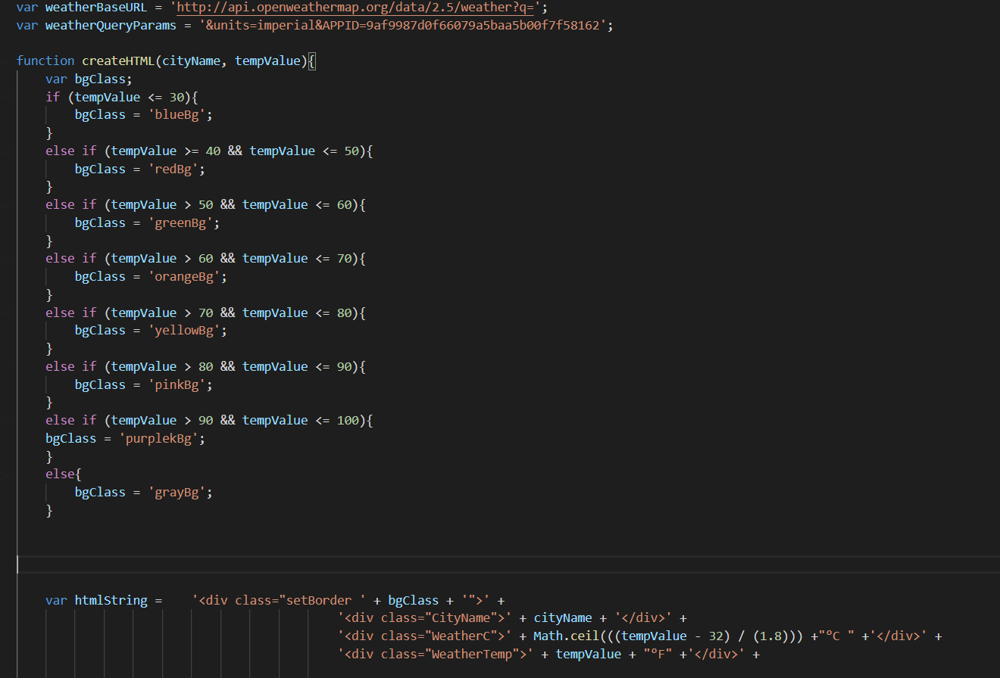 var weatherBaseURL = 'http://api.openweathermap.org/data/2.5/weather?q=';
var weatherQueryParams = '&units=imperial&APPID=9af9987d0f66079a5baa5b00f7f58162';
function createHTML(cityName, tempValue){
var bgClass;
if (tempValue <= 30){
bgClass = 'blueBg';
}
else if (tempValue >= 40 && tempValue <= 50){
bgClass = 'redBg';
}
else if (tempValue > 50 && tempValue <= 60){
bgClass = 'greenBg';
}
else if (tempValue > 60 && tempValue <= 70){
bgClass = 'orangeBg';
}
else if (tempValue > 70 && tempValue <= 80){
bgClass = 'yellowBg';
}
else if (tempValue > 80 && tempValue <= 90){
bgClass = 'pinkBg';
}
else if (tempValue > 90 && tempValue <= 100){
bgClass = 'purplekBg';
}
else{
bgClass = 'grayBg';
}
var htmlString =    '<div class="setBorder ' + bgClass + '">' +
'<div class="CityName">' + cityName + '</div>' +
'<div class="WeatherC">' + Math.ceil(((tempValue - 32) / (1.8))) +"°C " +'</div>' +
'<div class="WeatherTemp">' + tempValue + "°F" +'</div>' +